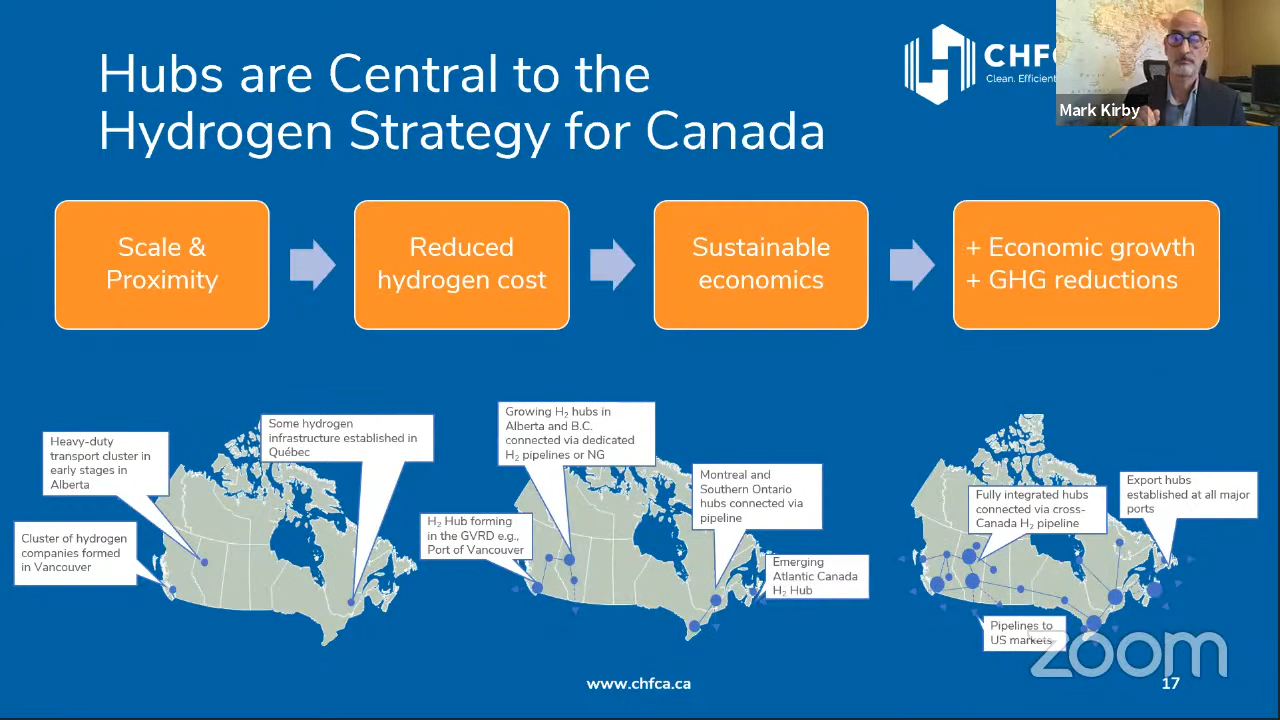 Hubs are Central to the
Hydrogen Strategy for Canada
CHFC
Clean. Efficient
Mark Kirby
Scale &
Proximity
Reduced
hydrogen cost
Sustainable
economics
+ Economic growth
+ GHG reductions
Heavy-duty
transport cluster in
early stages in
Alberta
Some hydrogen
infrastructure established in
Québec
Cluster of hydrogen
companies formed
in Vancouver
Growing H₂ hubs in
Alberta and B.C.
connected via dedicated
H₂ pipelines or NG
H₂ Hub forming
in the GVRD e.g.,
Port of Vancouver
Montreal and
Southern Ontario
hubs connected via
pipeline
Emerging
Atlantic Canada
H₂ Hub
Fully integrated hubs
connected via cross-
Canada H₂ pipeline
Export hubs
established at all major
ports
Pipelines to
US markets
zoom
www.chfca.ca
17